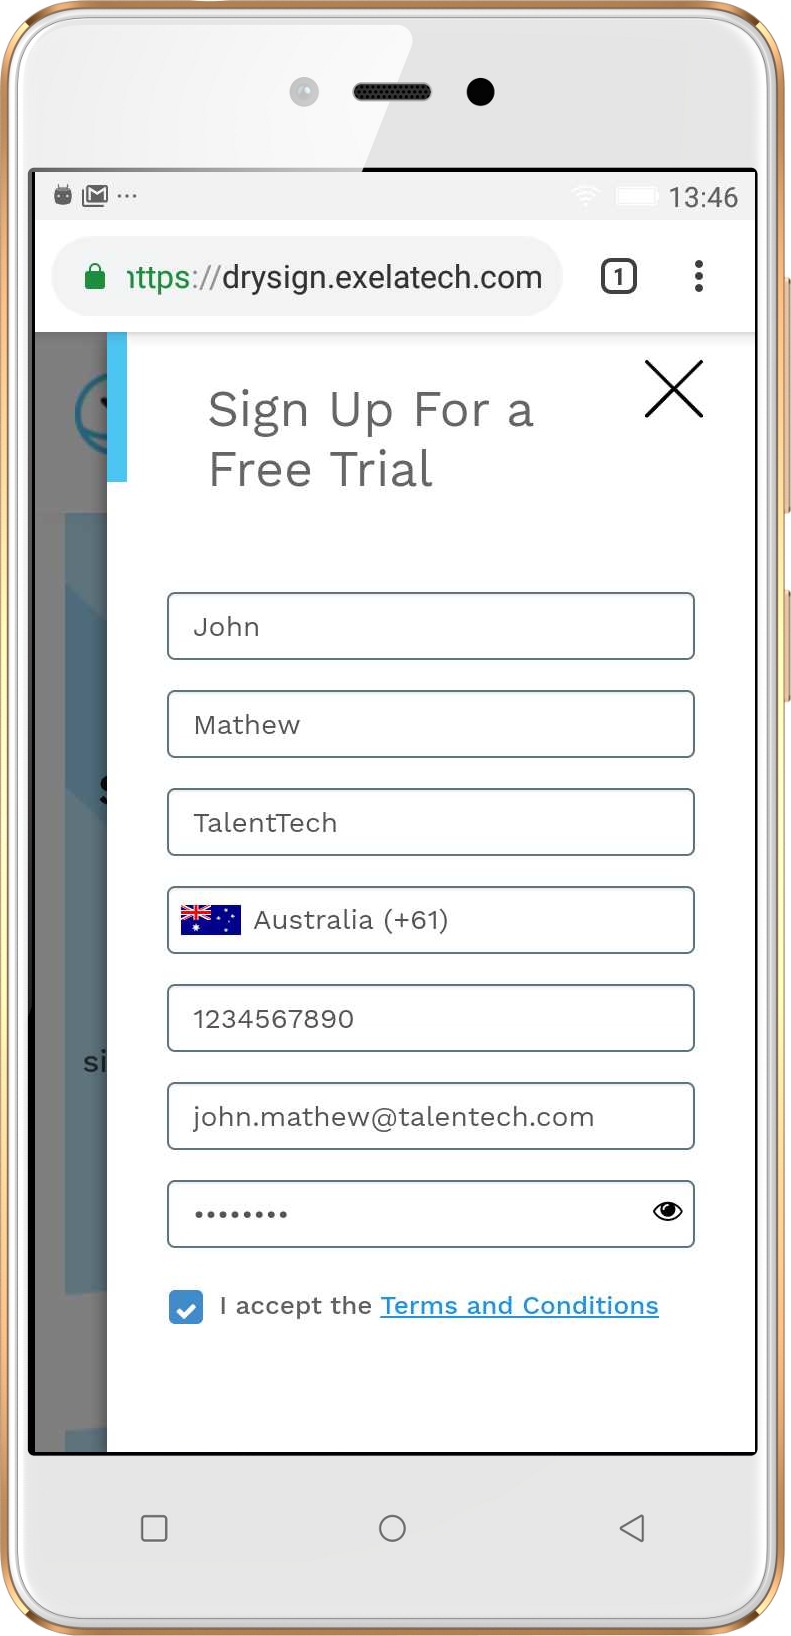 13:46
https://drysign.exelatech.com
1
Sign Up For a
Free Trial
John
Mathew
TalentTech
Australia (+61)
1234567890
si
john.mathew@talentech.com
••••••••
I accept the Terms and Conditions